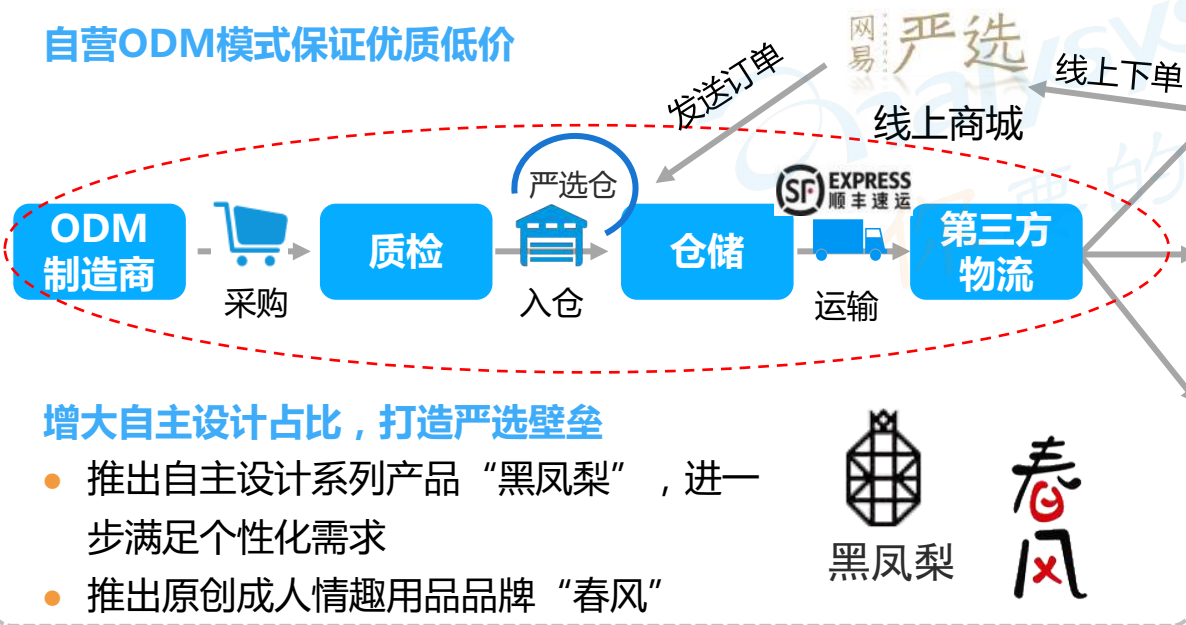 自营ODM模式保证优质低价
网易
严选
发送订单
线上下单
线上商城
严选仓
SF EXPRESS
顺丰速运
ODM
制造商
质检
仓储
第三方
物流
采购
入仓
运输
增大自主设计占比，打造严选壁垒
推出自主设计系列产品“黑凤梨”，进一
步满足个性化需求
推出原创成人情趣用品品牌“春风”
黑凤梨
春风
analysys
要的